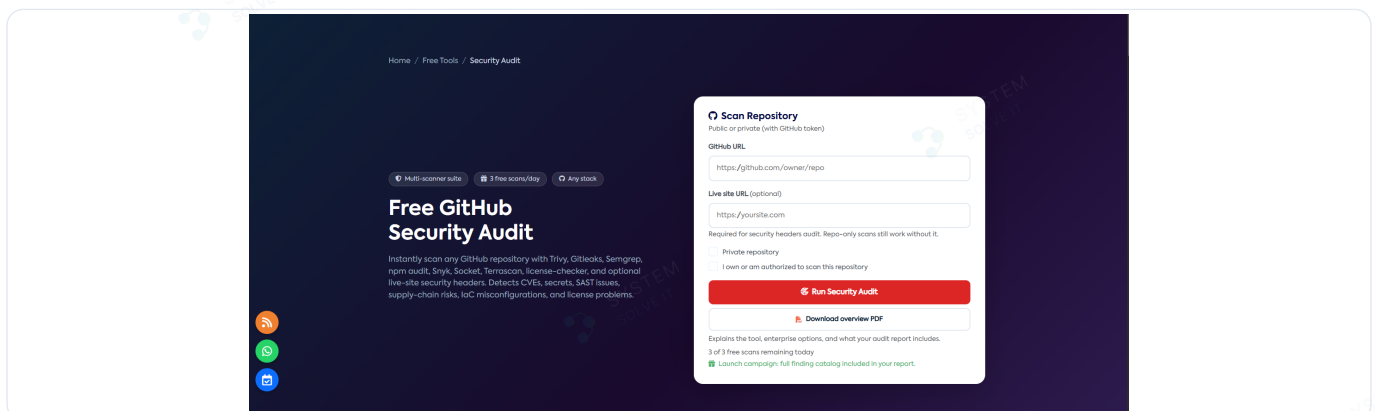 Home / Free Tools / Security Audit
Multi-scanner suite
3 free scans/day
Any stack
Free GitHub
Security Audit
Instantly scan any GitHub repository with Trivy, Gitleaks, Semgrep,
npm audit, Snyk, Socket, Terrascan, license-checker, and optional
live-site security headers. Detects CVEs, secrets, SAST issues,
supply-chain risks, IaC misconfigurations, and license problems.
Scan Repository
Public or private (with GitHub token)
GitHub URL
https://github.com/owner/repo
Live site URL (optional)
https://yoursite.com
Required for security headers audit. Repo-only scans still work without it.
Private repository
I own or am authorized to scan this repository
Run Security Audit
Download overview PDF
Explains the tool, enterprise options, and what your audit report includes.
3 of 3 free scans remaining today
Launch campaign: full finding catalog included in your report.
SYSTEM
SYSTEM